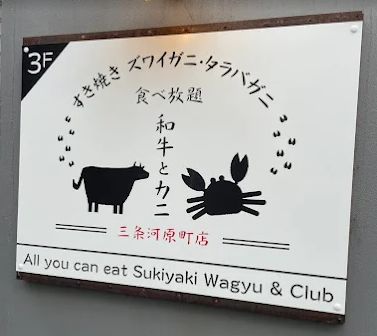 3F
すき焼き ズワイガニ・タラバガニ
食べ放題
和牛とカニ
三条河原町店
All you can eat Sukiyaki Wagyu & Club